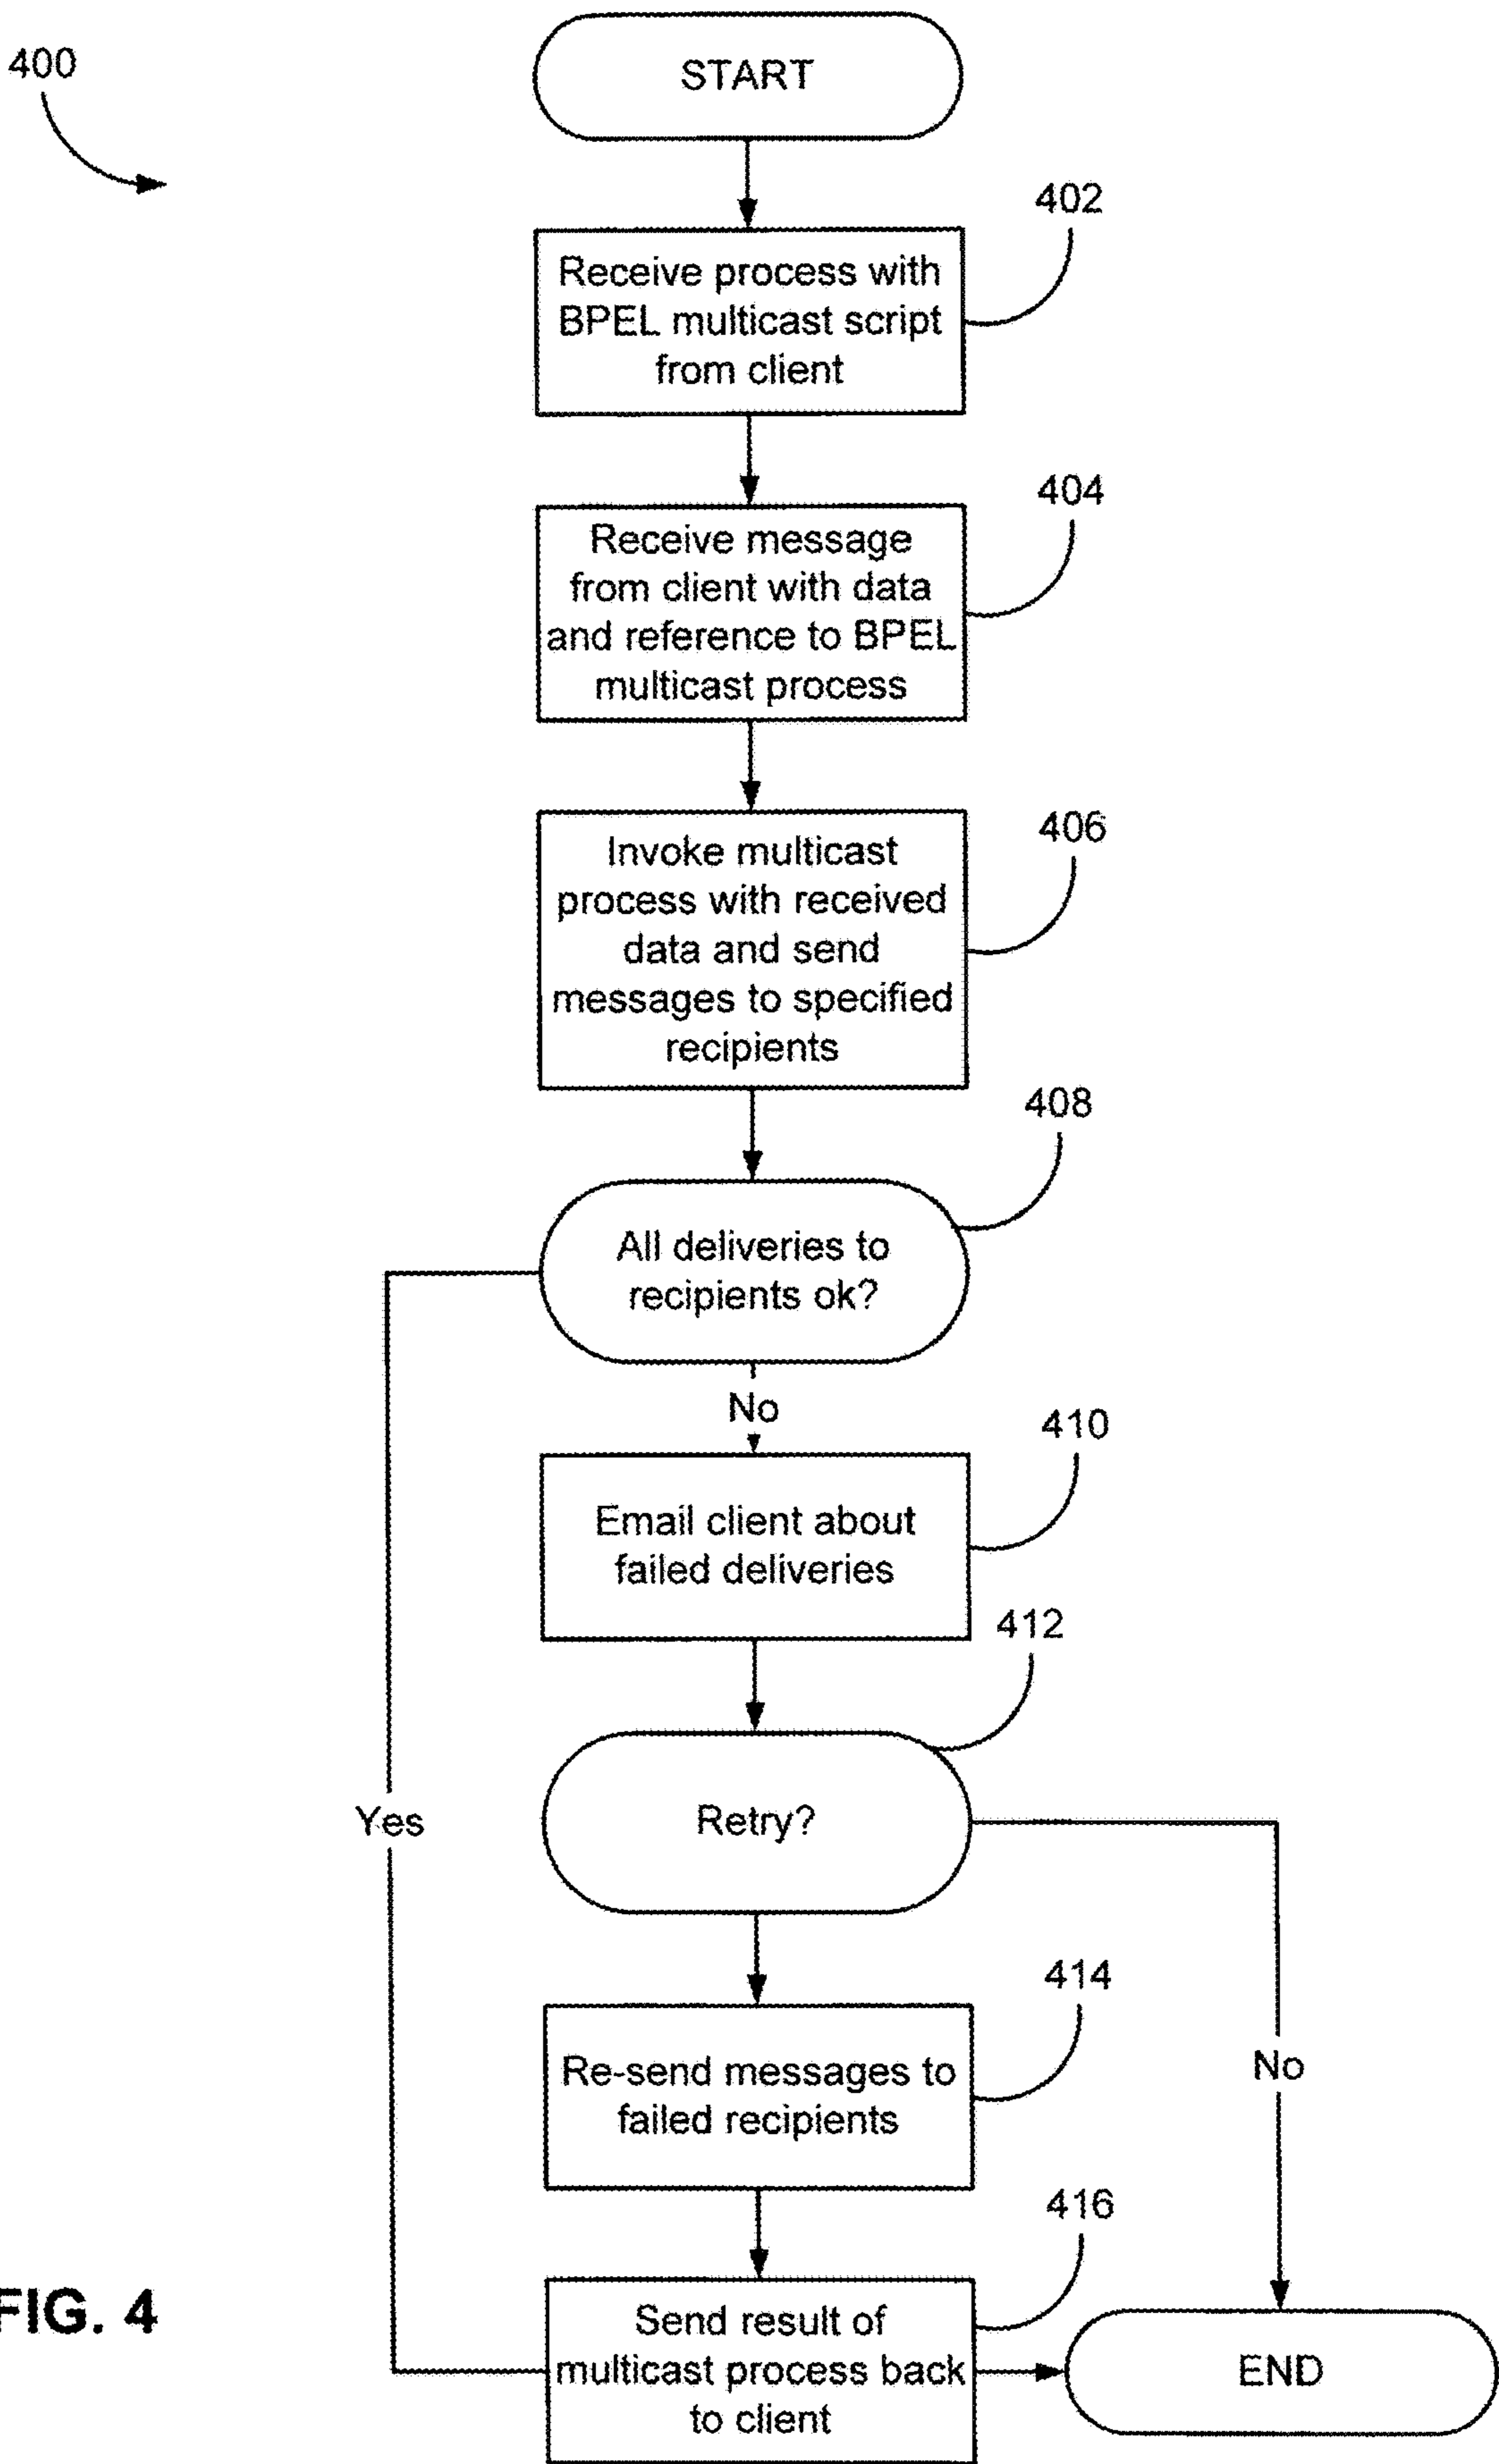 400
START
402
Receive process with
BPEL multicast script
from client
404
Receive message
from client with data
and reference to BPEL
multicast process
406
Invoke multicast
process with received
data and send
messages to specified
recipients
408
All deliveries to
recipients ok?
No
410
Email client about
failed deliveries
412
Retry?
Yes
414
Re-send messages to
failed recipients
No
416
Send result of
multicast process back
to client
END
FIG. 4